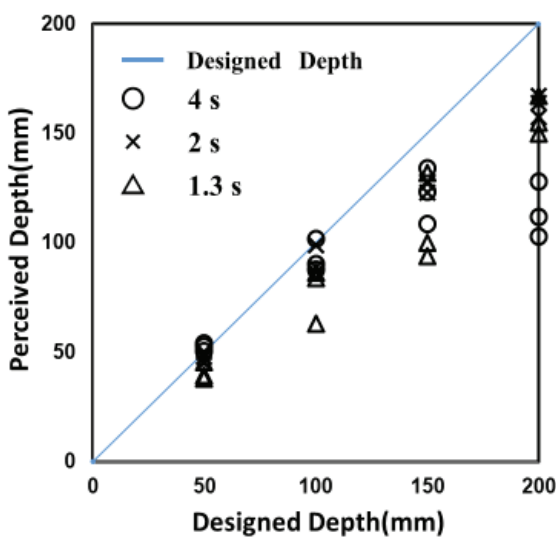 200
Designed Depth
4 s
2 s
1.3 s
150
100
50
0
Perceived Depth(mm)
0 50 100 150 200
Designed Depth(mm)